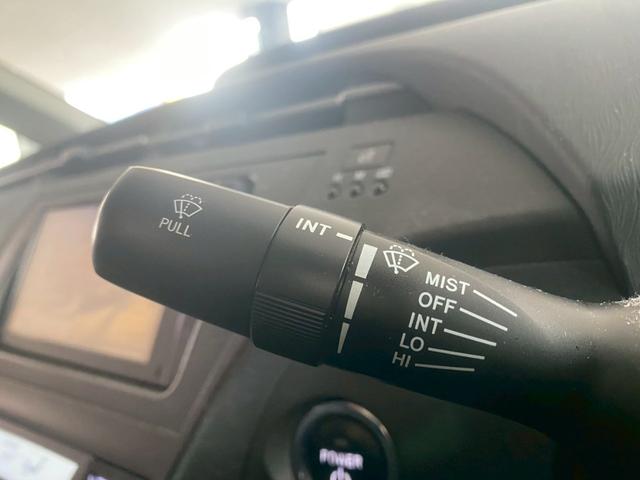 PULL
INT
MIST
OFF
INT
LO
HI
POWER